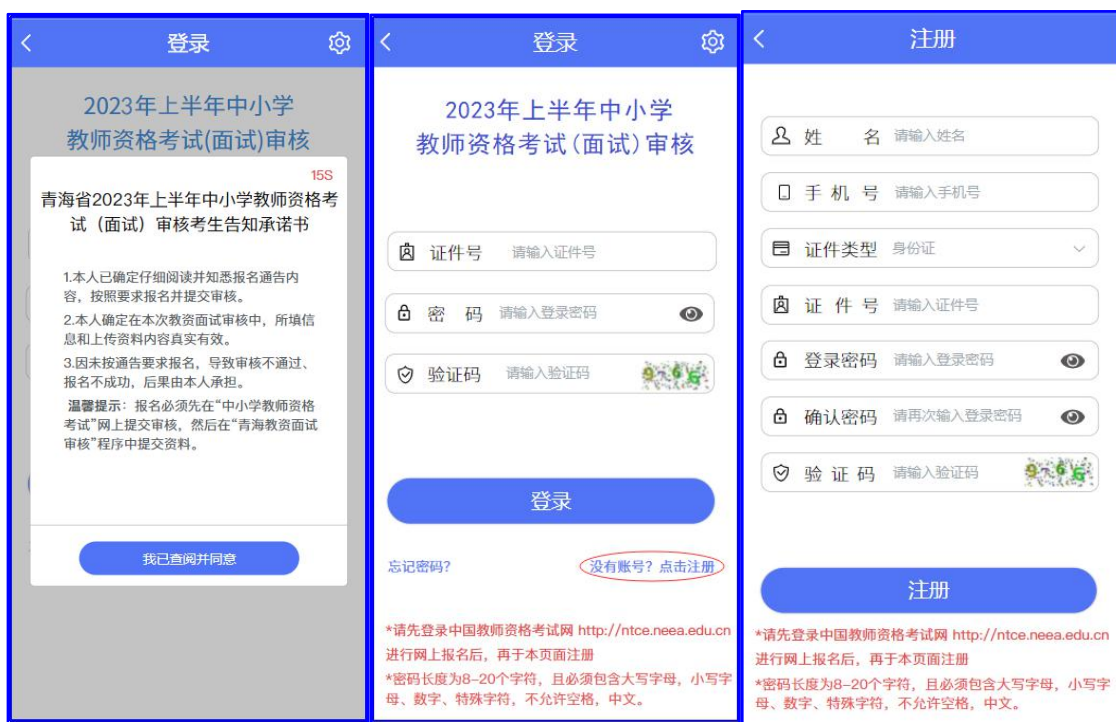 登录
2023年上半年中小学
教师资格考试(面试)审核
15S
青海省2023年上半年中小学教师资格考
试（面试）审核考生告知承诺书
1.本人已确定仔细阅读并知悉报名通告内
容，按照要求报名并提交审核。
2.本人确定在本次教资面试审核中，所填信
息和上传资料内容真实有效。
3.因未按通告要求报名，导致审核不通过、
报名不成功，后果由本人承担。
温馨提示：报名必须先在“中小学教师资格
考试”网上提交审核，然后在“青海教资面试
审核”程序中提交资料。
我已查阅并同意
登录
2023年上半年中小学
教师资格考试(面试)审核
证件号 请输入证件号
密 码 请输入登录密码
验证码 请输入验证码 9766
登录
忘记密码？ 没有账号？点击注册
*请先登录中国教师资格考试网 http://ntce.neea.edu.cn
进行网上报名后，再于本页面注册
*密码长度为8-20个字符，且必须包含大写字母，小写字
母、数字、特殊字符，不允许空格，中文。
注册
姓 名 请输入姓名
手 机 号 请输入手机号
证件类型 身份证
证 件 号 请输入证件号
登录密码 请输入登录密码
确认密码 请再次输入登录密码
验 证 码 请输入验证码 9766
注册
*请先登录中国教师资格考试网 http://ntce.neea.edu.cn
进行网上报名后，再于本页面注册
*密码长度为8-20个字符，且必须包含大写字母，小写字
母、数字、特殊字符，不允许空格，中文。